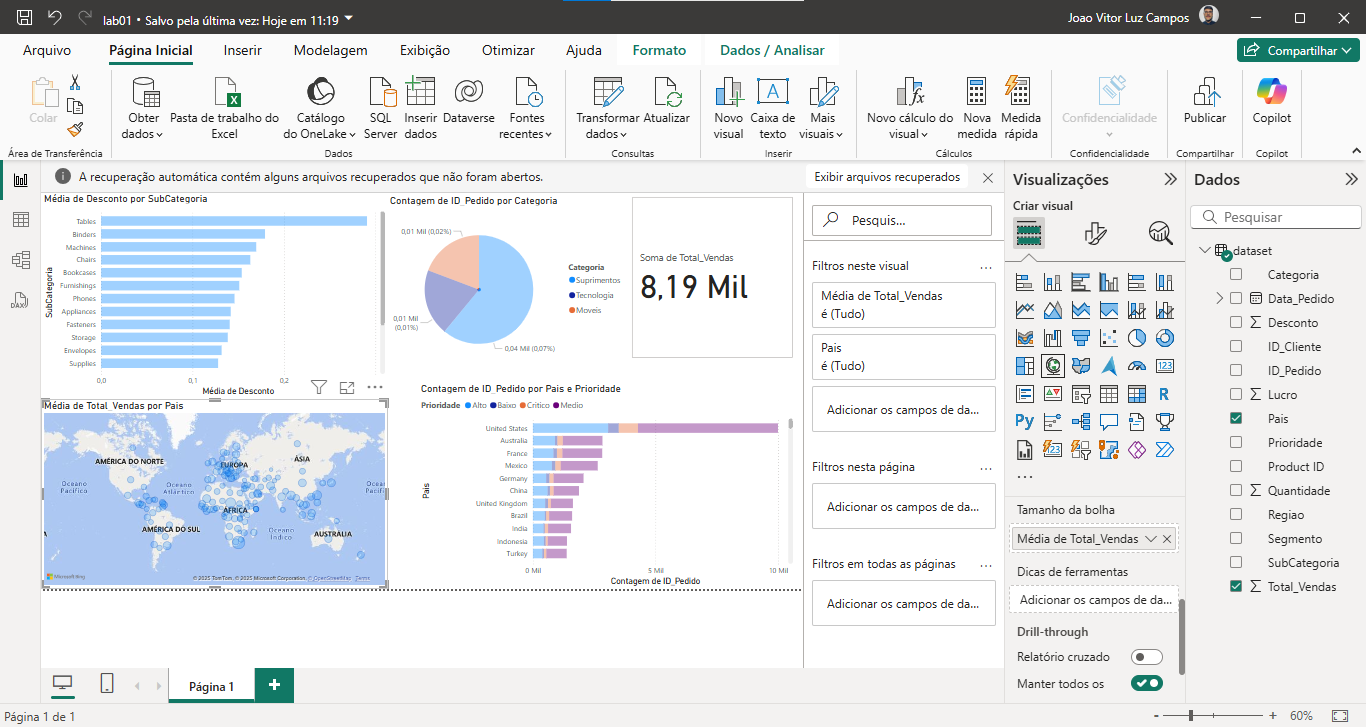 lab01 • Salvo pela última vez: Hoje em 11:19
Joao Vitor Luz Campos
Arquivo
Página Inicial
Inserir
Modelagem
Exibição
Otimizar
Ajuda
Formato
Dados / Analisar
Compartilhar
Colar
Obter dados
Pasta de trabalho do Excel
Catálogo do OneLake
SQL Server
Inserir dados
Dataverse
Fontes recentes
Transformar dados
Atualizar
Novo visual
Caixa de texto
Mais visuais
Novo cálculo do visual
Nova medida
Medida rápida
Confidencialidade
Publicar
Copilot
Área de Transferência
Dados
Consultas
Inserir
Cálculos
Confidencialidade
Compartilhar
Copilot
A recuperação automática contém alguns arquivos recuperados que não foram abertos.
Exibir arquivos recuperados
DAX
Média de Desconto por SubCategoria
SubCategoria
Tables
Binders
Machines
Chairs
Bookcases
Furnishings
Phones
Appliances
Fasteners
Storage
Envelopes
Supplies
0,0
0,1
0,2
Média de Desconto
Contagem de ID_Pedido por Categoria
0,01 Mil (0,02%)
0,01 Mil
(0,01%)
0,04 Mil (0,07%)
Categoria
Suprimentos
Tecnologia
Moveis
Soma de Total_Vendas
8,19 Mil
Média de Total_Vendas por Pais
AMÉRICA DO NORTE
EUROPA
ÁSIA
Oceano
Pacífico
Oceano
Atlântico
Oceano
Pacífico
ÁFRICA
AMÉRICA DO SUL
Oceano
Índico
AUSTRÁLIA
Microsoft Bing
© 2025 TomTom, © 2025 Microsoft Corporation, © OpenStreetMap Terms
Contagem de ID_Pedido por Pais e Prioridade
Prioridade
Alto
Baixo
Critico
Medio
Pais
United States
Australia
France
Mexico
Germany
China
United Kingdom
Brazil
India
Indonesia
Turkey
0 Mil
5 Mil
10 Mil
Contagem de ID_Pedido
Pesquis...
Filtros neste visual
...
Média de Total_Vendas
é (Tudo)
Pais
é (Tudo)
Adicionar os campos de da...
Filtros nesta página
...
Adicionar os campos de da...
Filtros em todas as páginas
...
Adicionar os campos de da...
Visualizações
Criar visual
123
R
Py
123
...
Tamanho da bolha
Média de Total_Vendas
Dicas de ferramentas
Adicionar os campos de da...
Drill-through
Relatório cruzado
Manter todos os
Dados
Pesquisar
dataset
Categoria
Data_Pedido
Desconto
ID_Cliente
ID_Pedido
Lucro
Pais
Prioridade
Product ID
Quantidade
Regiao
Segmento
SubCategoria
Total_Vendas
Página 1
+
Página 1 de 1
- + 60%